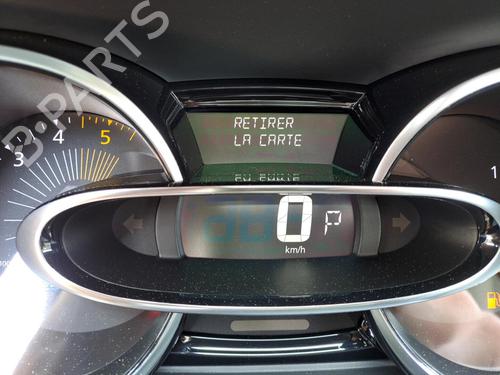 RETIRER
LA CARTE
3 4 5
0 P
km/h
1
B-PARTS